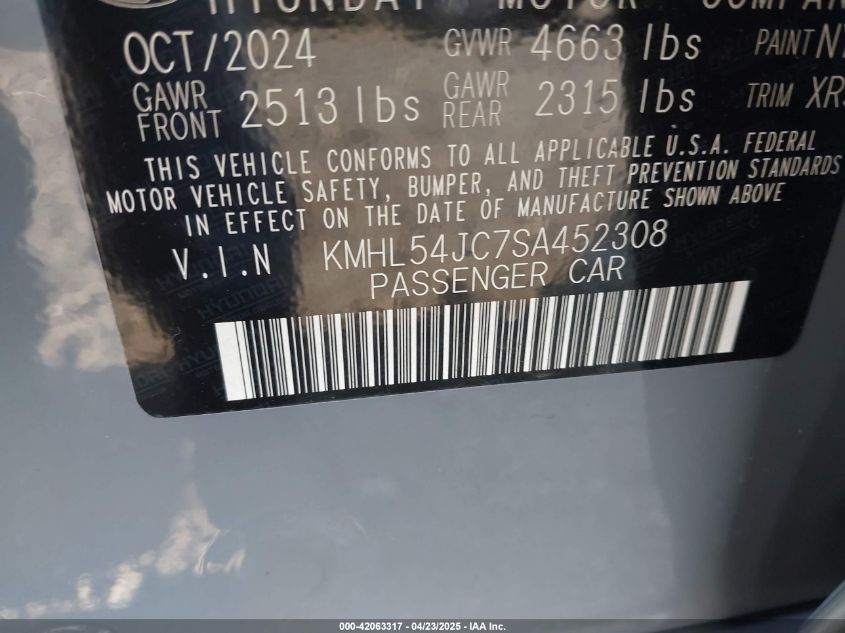 HYUNDAI MOTOR
OCT/2024 GVWR 4663 lbs PAINT
GAWR FRONT 2513 lbs GAWR REAR 2315 lbs TRIM
THIS VEHICLE CONFORMS TO ALL APPLICABLE U.S.A. FEDERAL
MOTOR VEHICLE SAFETY, BUMPER, AND THEFT PREVENTION STANDARDS
IN EFFECT ON THE DATE OF MANUFACTURE SHOWN ABOVE
V.I.N KMHL54JC7SA452308
PASSENGER CAR
000-42063317 - 04/23/2025 - IAA Inc.